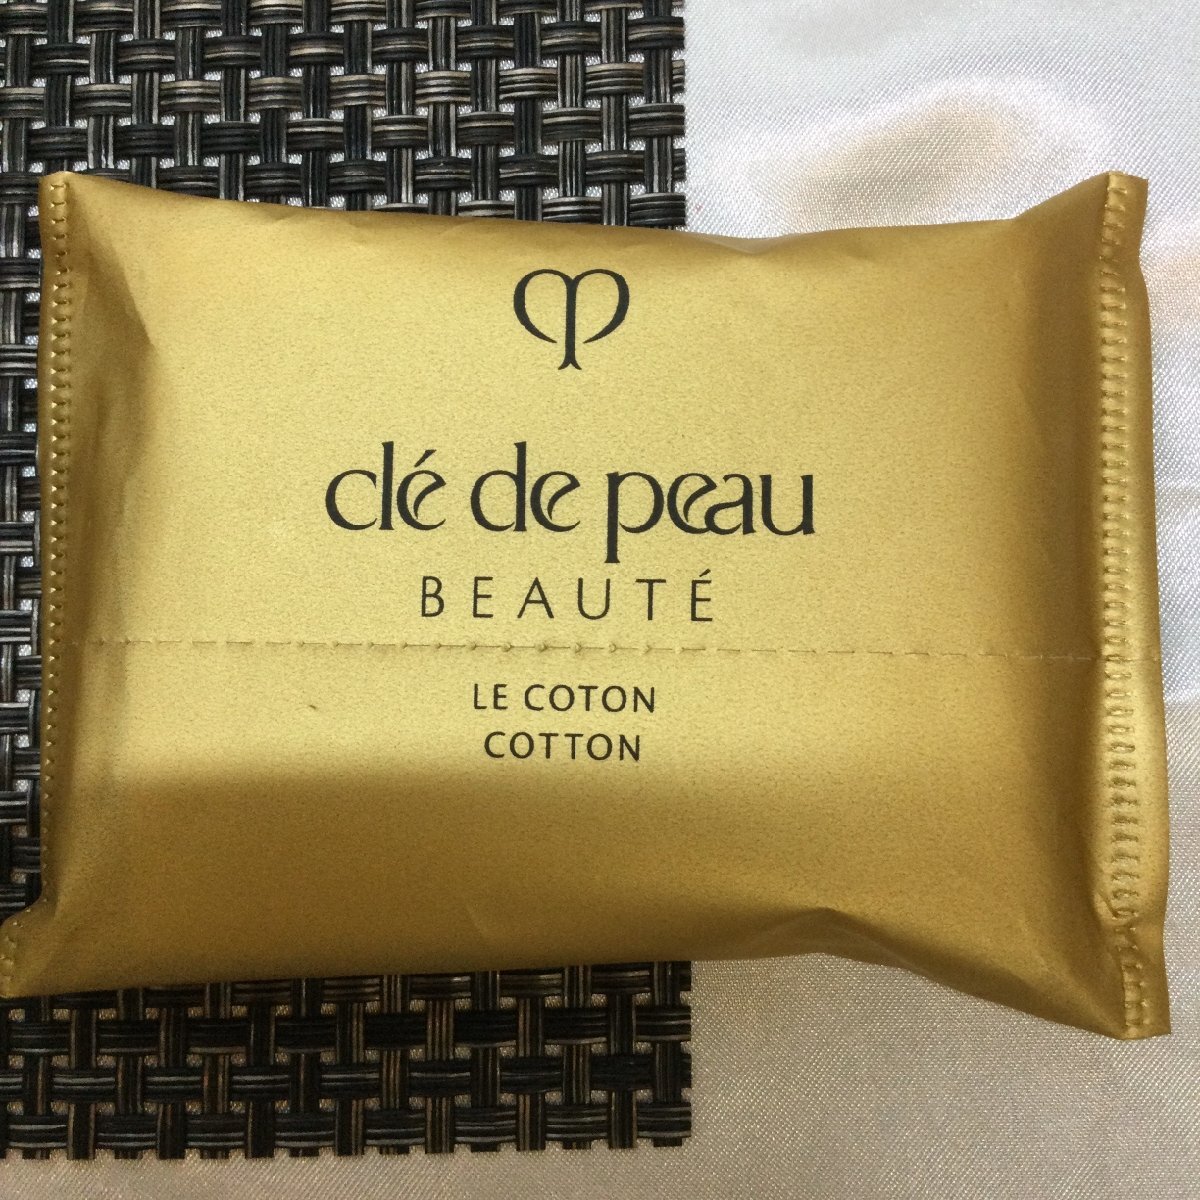 clé de peau
BEAUTÉ
LE COTON
COTTON